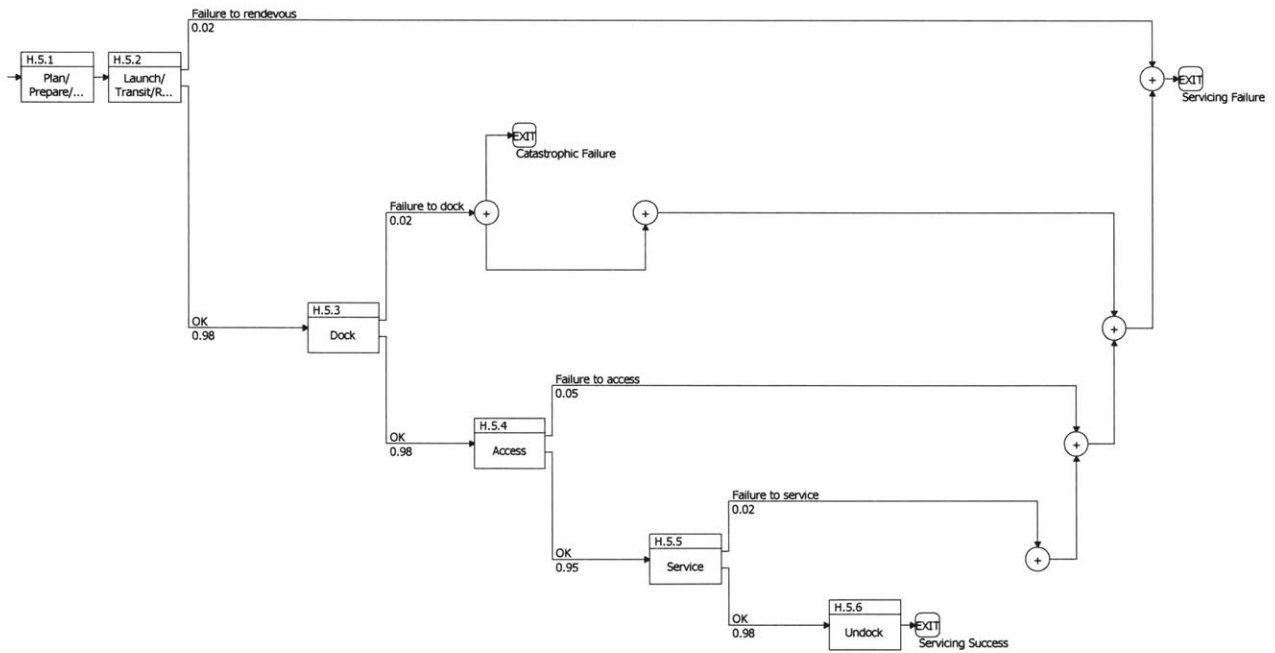 Failure to rendevous
0.02
H.5.1
Plan/
Prepare/...
H.5.2
Launch/
Transit/R...
+
EXIT
Servicing Failure
EXIT
Catastrophic Failure
Failure to dock
0.02
+
+
OK
0.98
H.5.3
Dock
+
Failure to access
0.05
OK
0.98
H.5.4
Access
+
Failure to service
0.02
OK
0.95
H.5.5
Service
+
OK
0.98
H.5.6
Undock
EXIT
Servicing Success